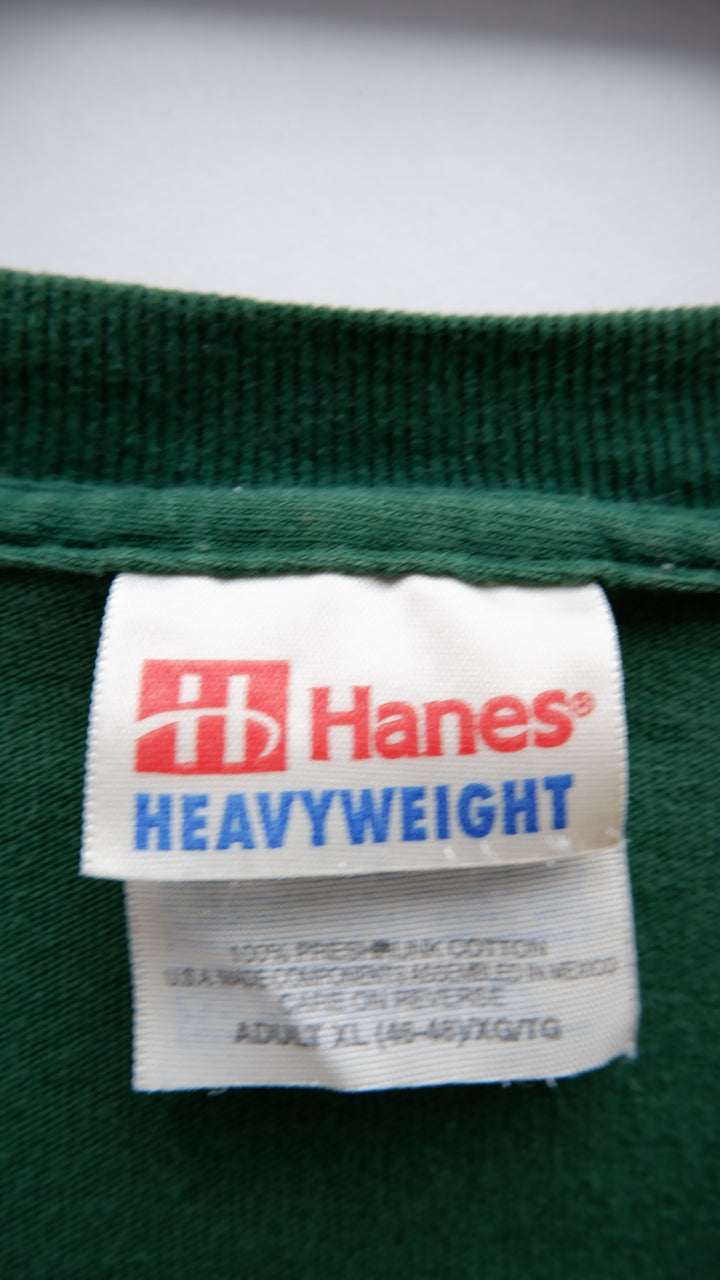 H Hanes®
HEAVYWEIGHT
100% PRESHRUNK COTTON
U.S.A. MADE COMPONENTS ASSEMBLED IN MEXICO
CARE ON REVERSE
ADULT XL (46-48)/XG/TG